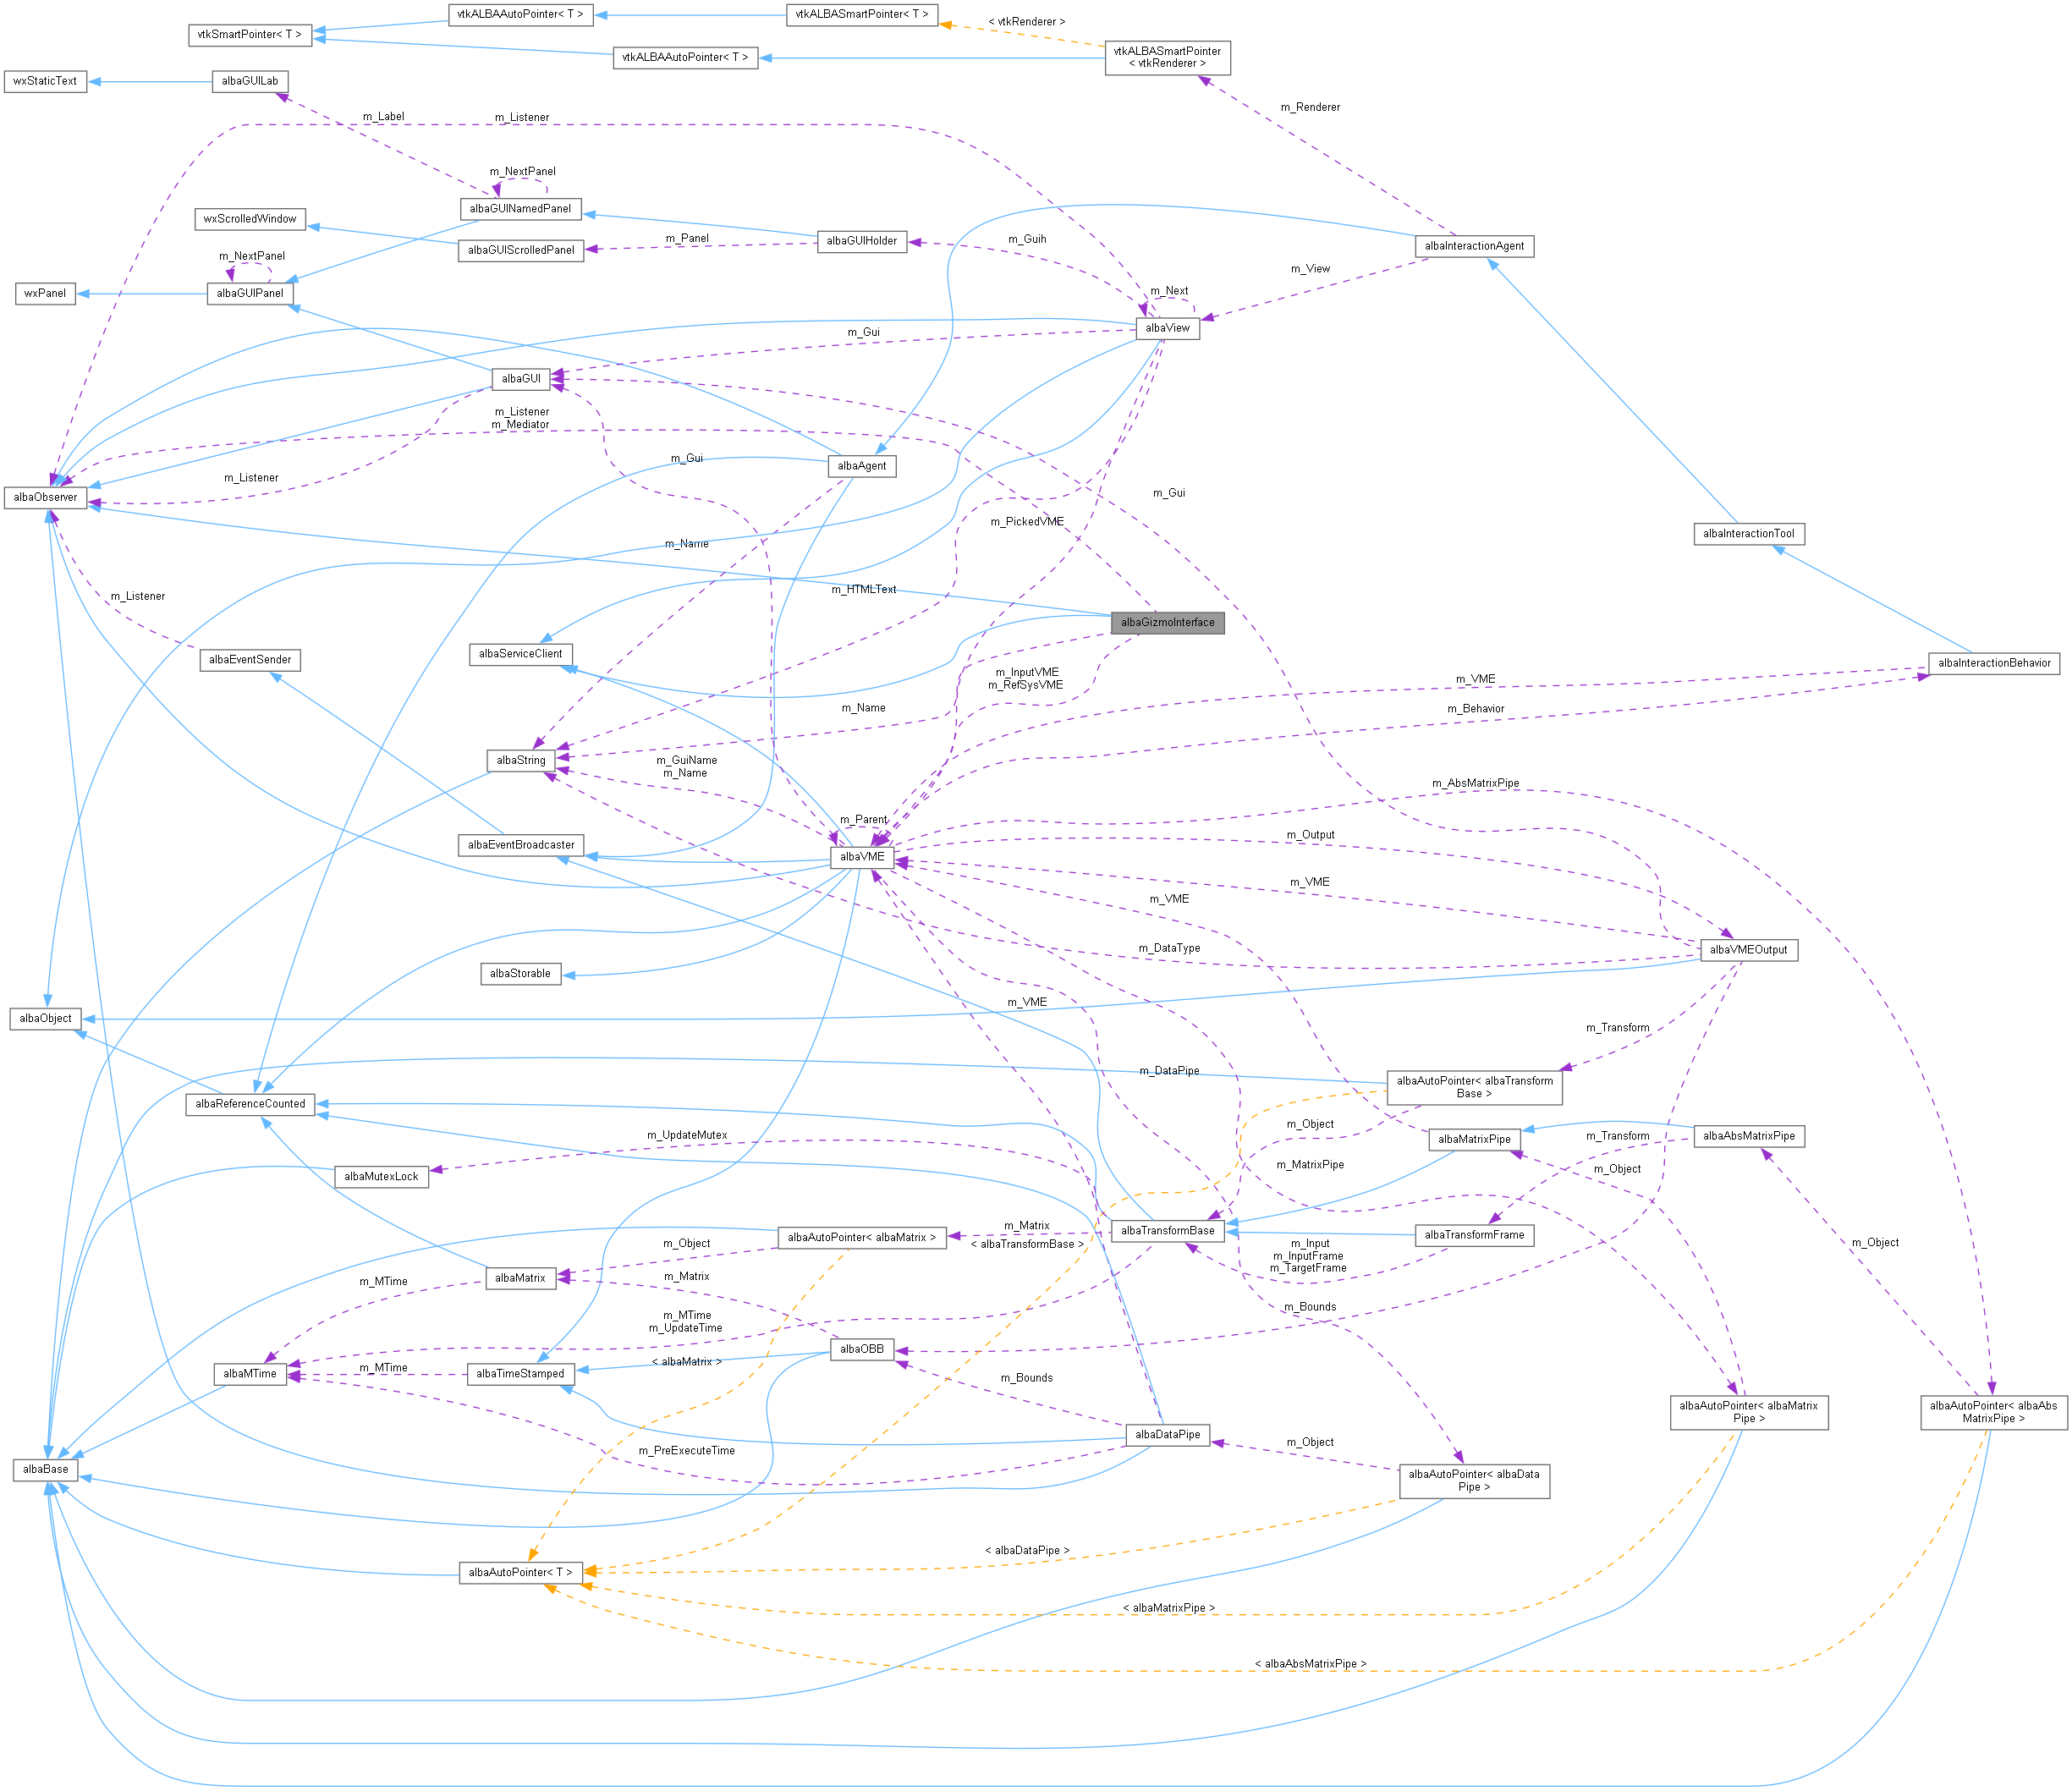 vtkALBAAutoPointer< T >
vtkALBASmartPointer< T >
< vtkRenderer >
vtkSmartPointer< T >
vtkALBAAutoPointer< T >
vtkALBASmartPointer
< vtkRenderer >
wxStaticText
albaGUILab
m_Renderer
m_Label
m_Listener
m_NextPanel
albaGUINamedPanel
wxScrolledWindow
m_Panel
albaGUIHolder
m_Guih
albaInteractionAgent
albaGUIScrolledPanel
m_NextPanel
m_View
wxPanel
albaGUIPanel
m_Next
albaView
m_Gui
albaGUI
m_Listener
m_Mediator
m_Gui
albaAgent
m_Gui
m_Listener
albaObserver
m_PickedVME
albaInteractionTool
m_Name
m_HTMLText
m_Listener
albaGizmoInterface
albaServiceClient
albaEventSender
albaInteractionBehavior
m_InputVME
m_RefSysVME
m_VME
m_Name
m_Behavior
albaString
m_GuiName
m_Name
m_AbsMatrixPipe
m_Parent
m_Output
albaEventBroadcaster
albaVME
m_VME
m_VME
m_DataType
albaVMEOutput
albaStorable
m_VME
albaObject
m_Transform
m_DataPipe
albaAutoPointer< albaTransform
Base >
albaReferenceCounted
m_UpdateMutex
m_Object
albaMatrixPipe
m_Transform
albaAbsMatrixPipe
albaMutexLock
m_MatrixPipe
m_Object
albaAutoPointer< albaMatrix >
m_Matrix
albaTransformBase
albaTransformFrame
m_Object
< albaTransformBase >
m_Input
m_InputFrame
m_TargetFrame
m_Object
albaMatrix
m_Matrix
m_MTime
m_MTime
m_UpdateTime
m_Bounds
albaOBB
< albaMatrix >
albaMTime
m_MTime
albaTimeStamped
m_Bounds
albaAutoPointer< albaMatrix
Pipe >
albaAutoPointer< albaAbs
MatrixPipe >
albaDataPipe
m_PreExecuteTime
m_Object
albaBase
albaAutoPointer< albaData
Pipe >
< albaDataPipe >
albaAutoPointer< T >
< albaMatrixPipe >
< albaAbsMatrixPipe >